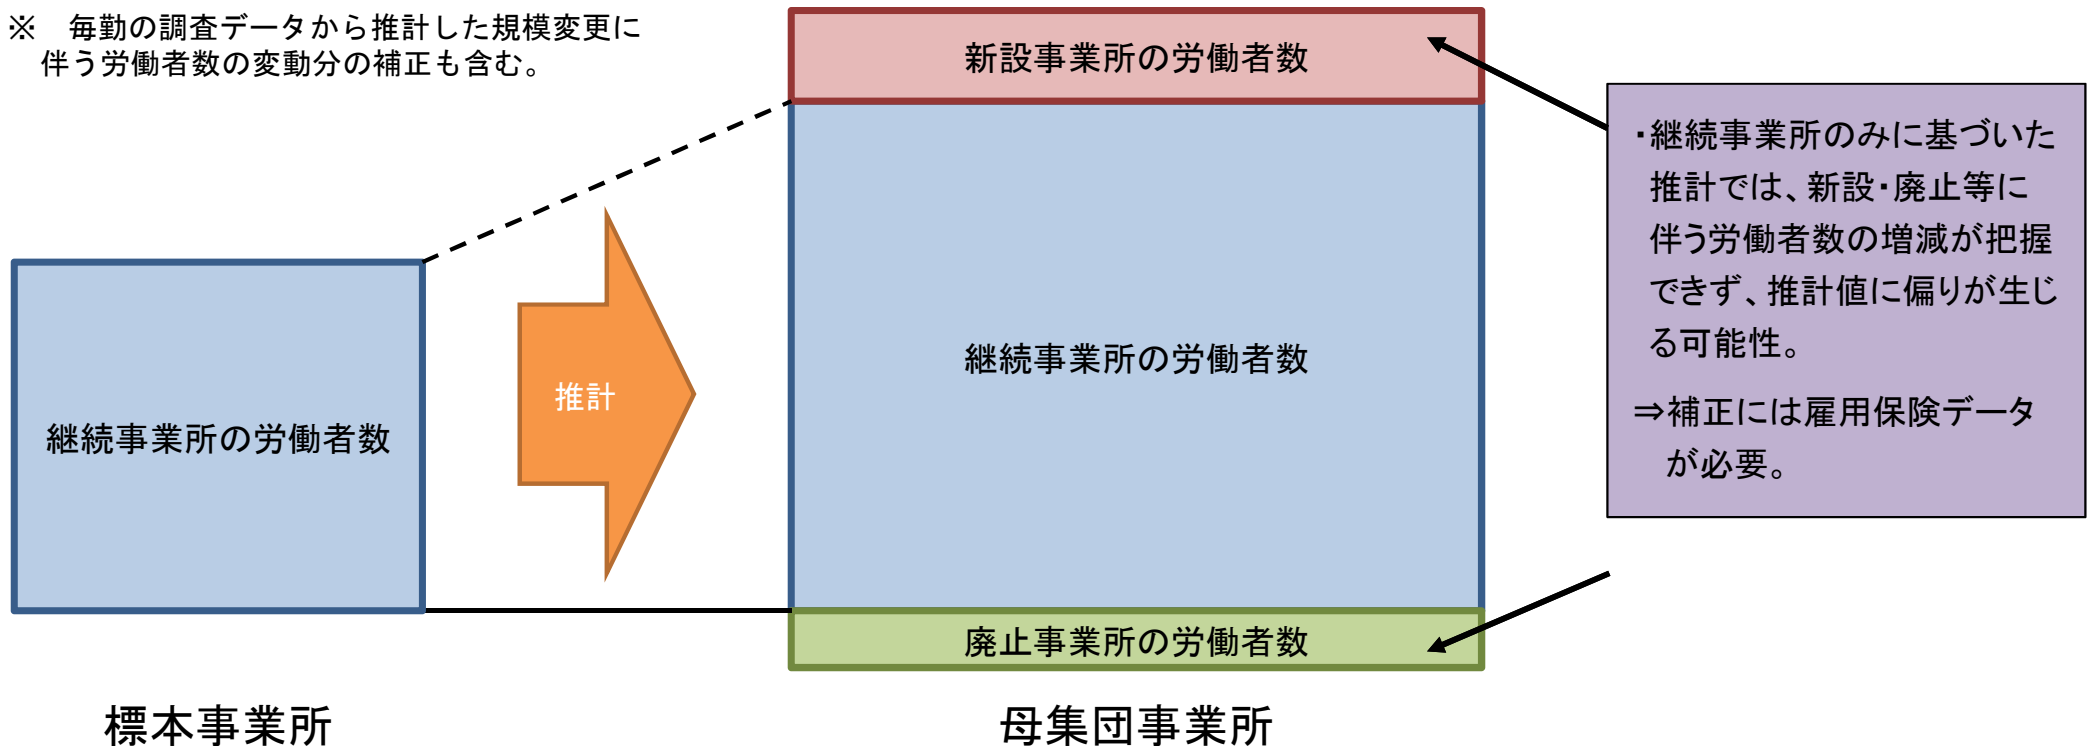 ※　毎勤の調査データから推計した規模変更に
伴う労働者数の変動分の補正も含む。
新設事業所の労働者数
・継続事業所のみに基づいた
推計では、新設・廃止等に
伴う労働者数の増減が把握
できず、推計値に偏りが生じ
る可能性。
⇒補正には雇用保険データ
が必要。
継続事業所の労働者数
推計
継続事業所の労働者数
廃止事業所の労働者数
標本事業所
母集団事業所